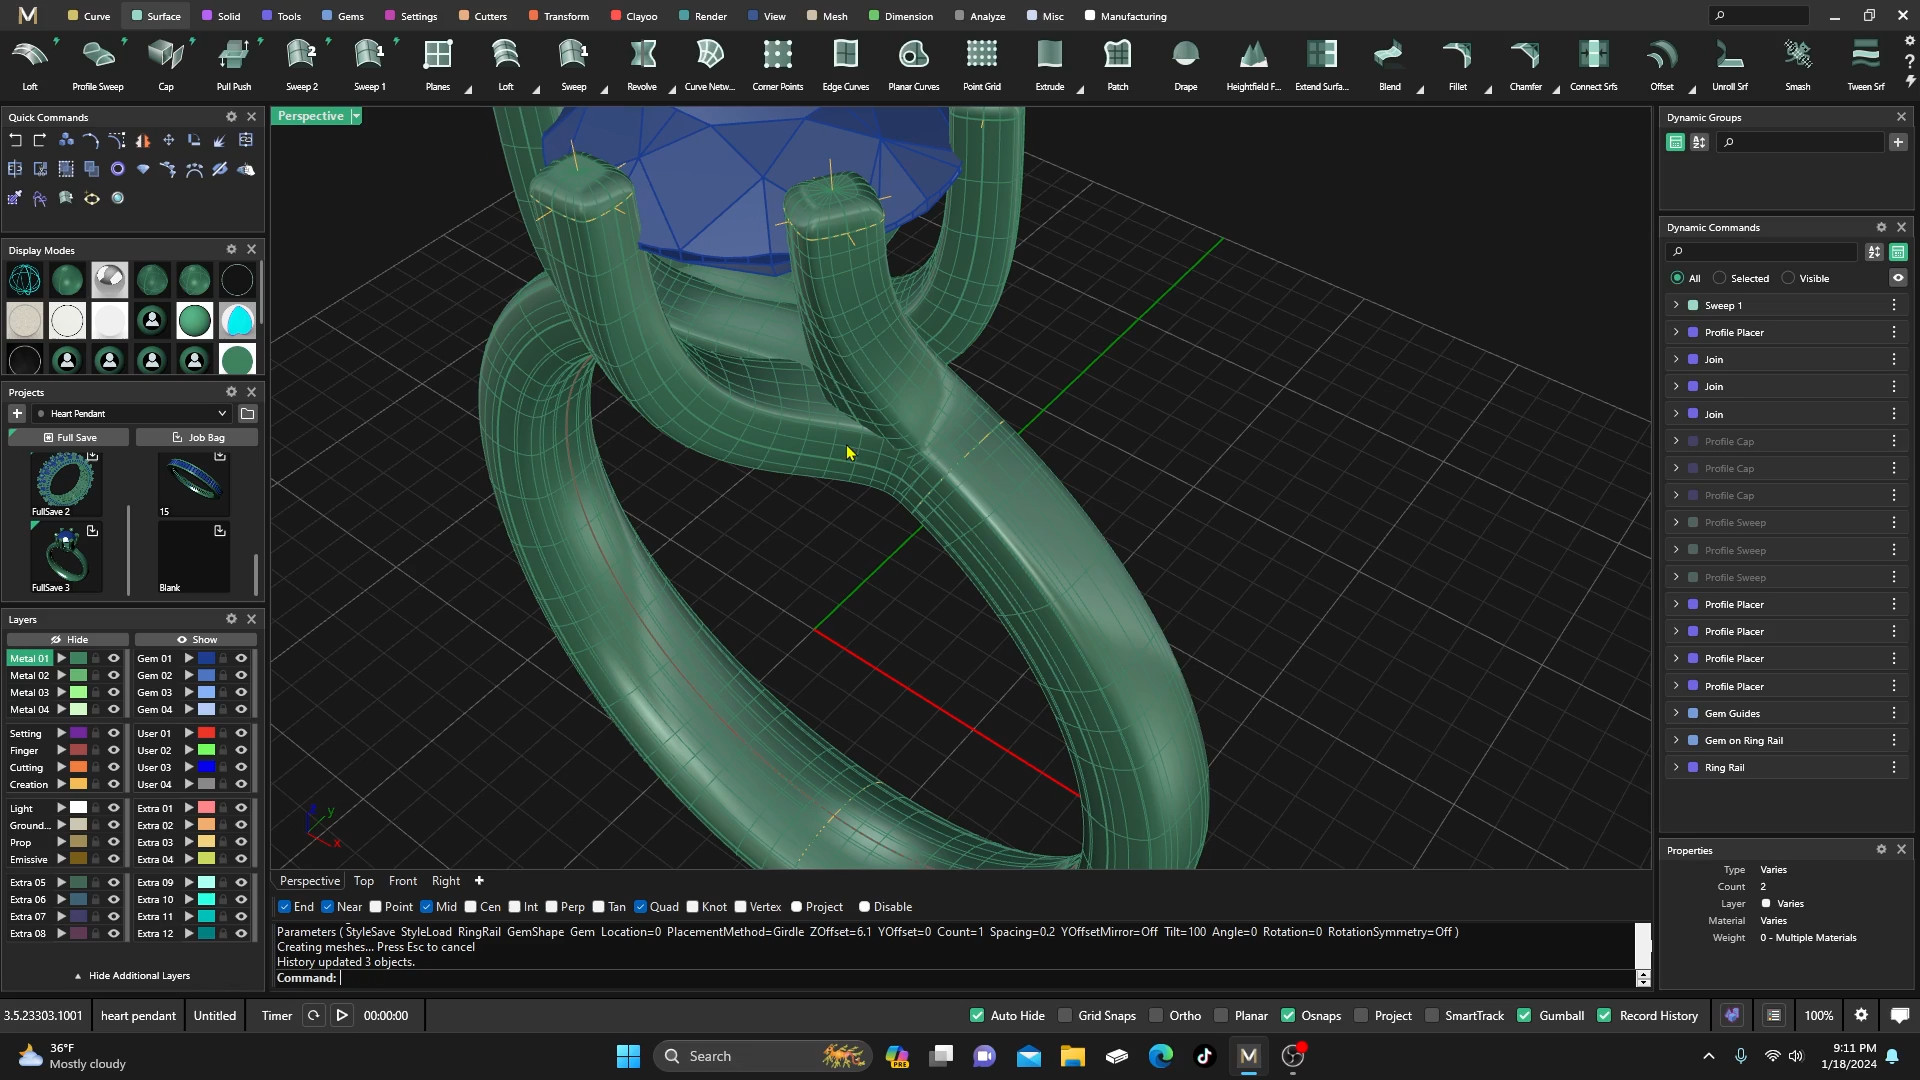 Curve Surface Solid Tools Gems Settings Cutters Transform Clayoo Render View Mesh Dimension Analyze Misc Manufacturing
Loft Profile Sweep Cap Pull Push Sweep 2 Sweep 1 Planes Loft Sweep Revolve Curve Netw... Corner Points Edge Curves Planar Curves Point Grid Extrude Patch Drape Heightfield F... Extend Surfa... Blend Fillet Chamfer Connect Srfs Offset Unroll Srf Smash Tween Srf
Quick Commands
Display Modes
Projects
Heart Pendant
Full Save Job Bag
FullSave 2 15
FullSave 3 Blank
Layers
Hide Show
Metal 01 Gem 01
Metal 02 Gem 02
Metal 03 Gem 03
Metal 04 Gem 04
Setting User 01
Finger User 02
Cutting User 03
Creation User 04
Light Extra 01
Ground... Extra 02
Prop Extra 03
Emissive Extra 04
Extra 05 Extra 09
Extra 06 Extra 10
Extra 07 Extra 11
Extra 08 Extra 12
Hide Additional Layers
Perspective
y
x
Perspective Top Front Right
End Near Point Mid Cen Int Perp Tan Quad Knot Vertex Project Disable
Parameters ( StyleSave StyleLoad RingRail GemShape Gem Location=0 PlacementMethod=Girdle ZOffset=6.1 YOffset=0 Count=1 Spacing=0.2 YOffsetMirror=Off Tilt=100 Angle=0 Rotation=0 RotationSymmetry=Off )
Creating meshes... Press Esc to cancel
History updated 3 objects.
Command:
Dynamic Groups
Dynamic Commands
All Selected Visible
Sweep 1
Profile Placer
Join
Join
Join
Profile Cap
Profile Cap
Profile Cap
Profile Sweep
Profile Sweep
Profile Sweep
Profile Placer
Profile Placer
Profile Placer
Profile Placer
Gem Guides
Gem on Ring Rail
Ring Rail
Properties
Type Varies
Count 2
Layer Varies
Material Varies
Weight 0 - Multiple Materials
3.5.23303.1001 heart pendant Untitled Timer 00:00:00 Auto Hide Grid Snaps Ortho Planar Osnaps Project SmartTrack Gumball Record History 100%
36°F
Mostly cloudy
Search
PRE
9:11 PM
1/18/2024